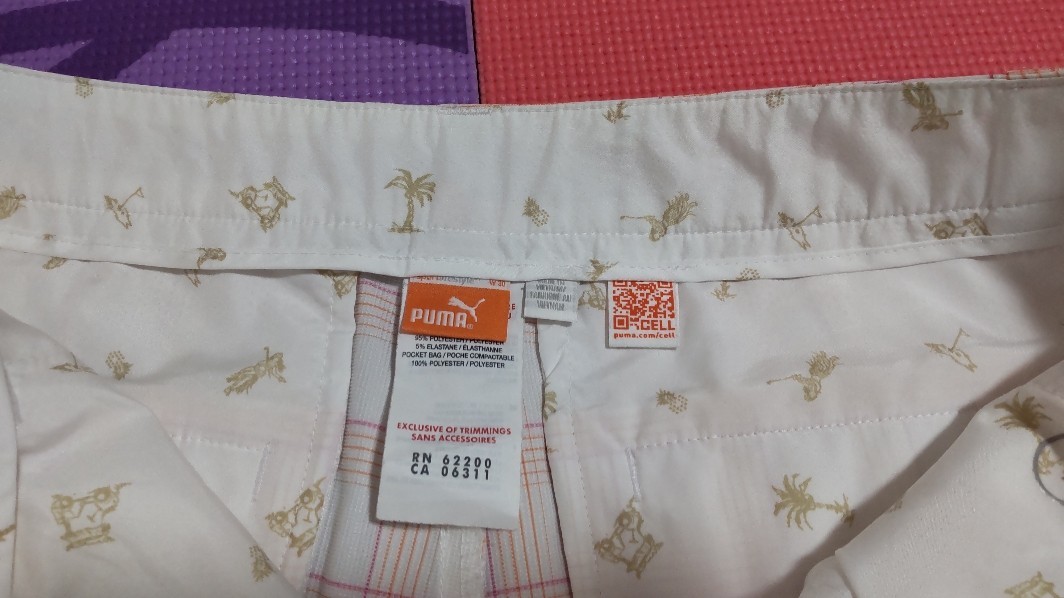 PUMA®
95% POLYESTER / POLYESTER
5% ELASTANE / ÉLASTHANNE
POCKET BAG / POCHE COMPACTABLE
100% POLYESTER / POLYESTER
EXCLUSIVE OF TRIMMINGS
SANS ACCESSOIRES
RN 62200
CA 06311
CELL
puma.com/cell